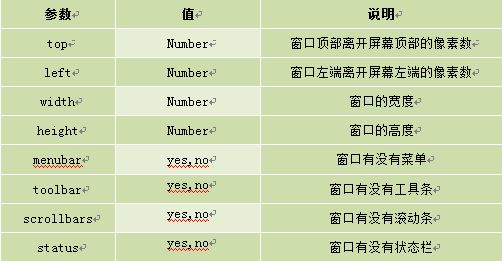 参数 值 说明
top Number 窗口顶部离开屏幕顶部的像素数
left Number 窗口左端离开屏幕左端的像素数
width Number 窗口的宽度
height Number 窗口的高度
menubar yes,no 窗口有没有菜单
toolbar yes,no 窗口有没有工具条
scrollbars yes,no 窗口有没有滚动条
status yes,no 窗口有没有状态栏